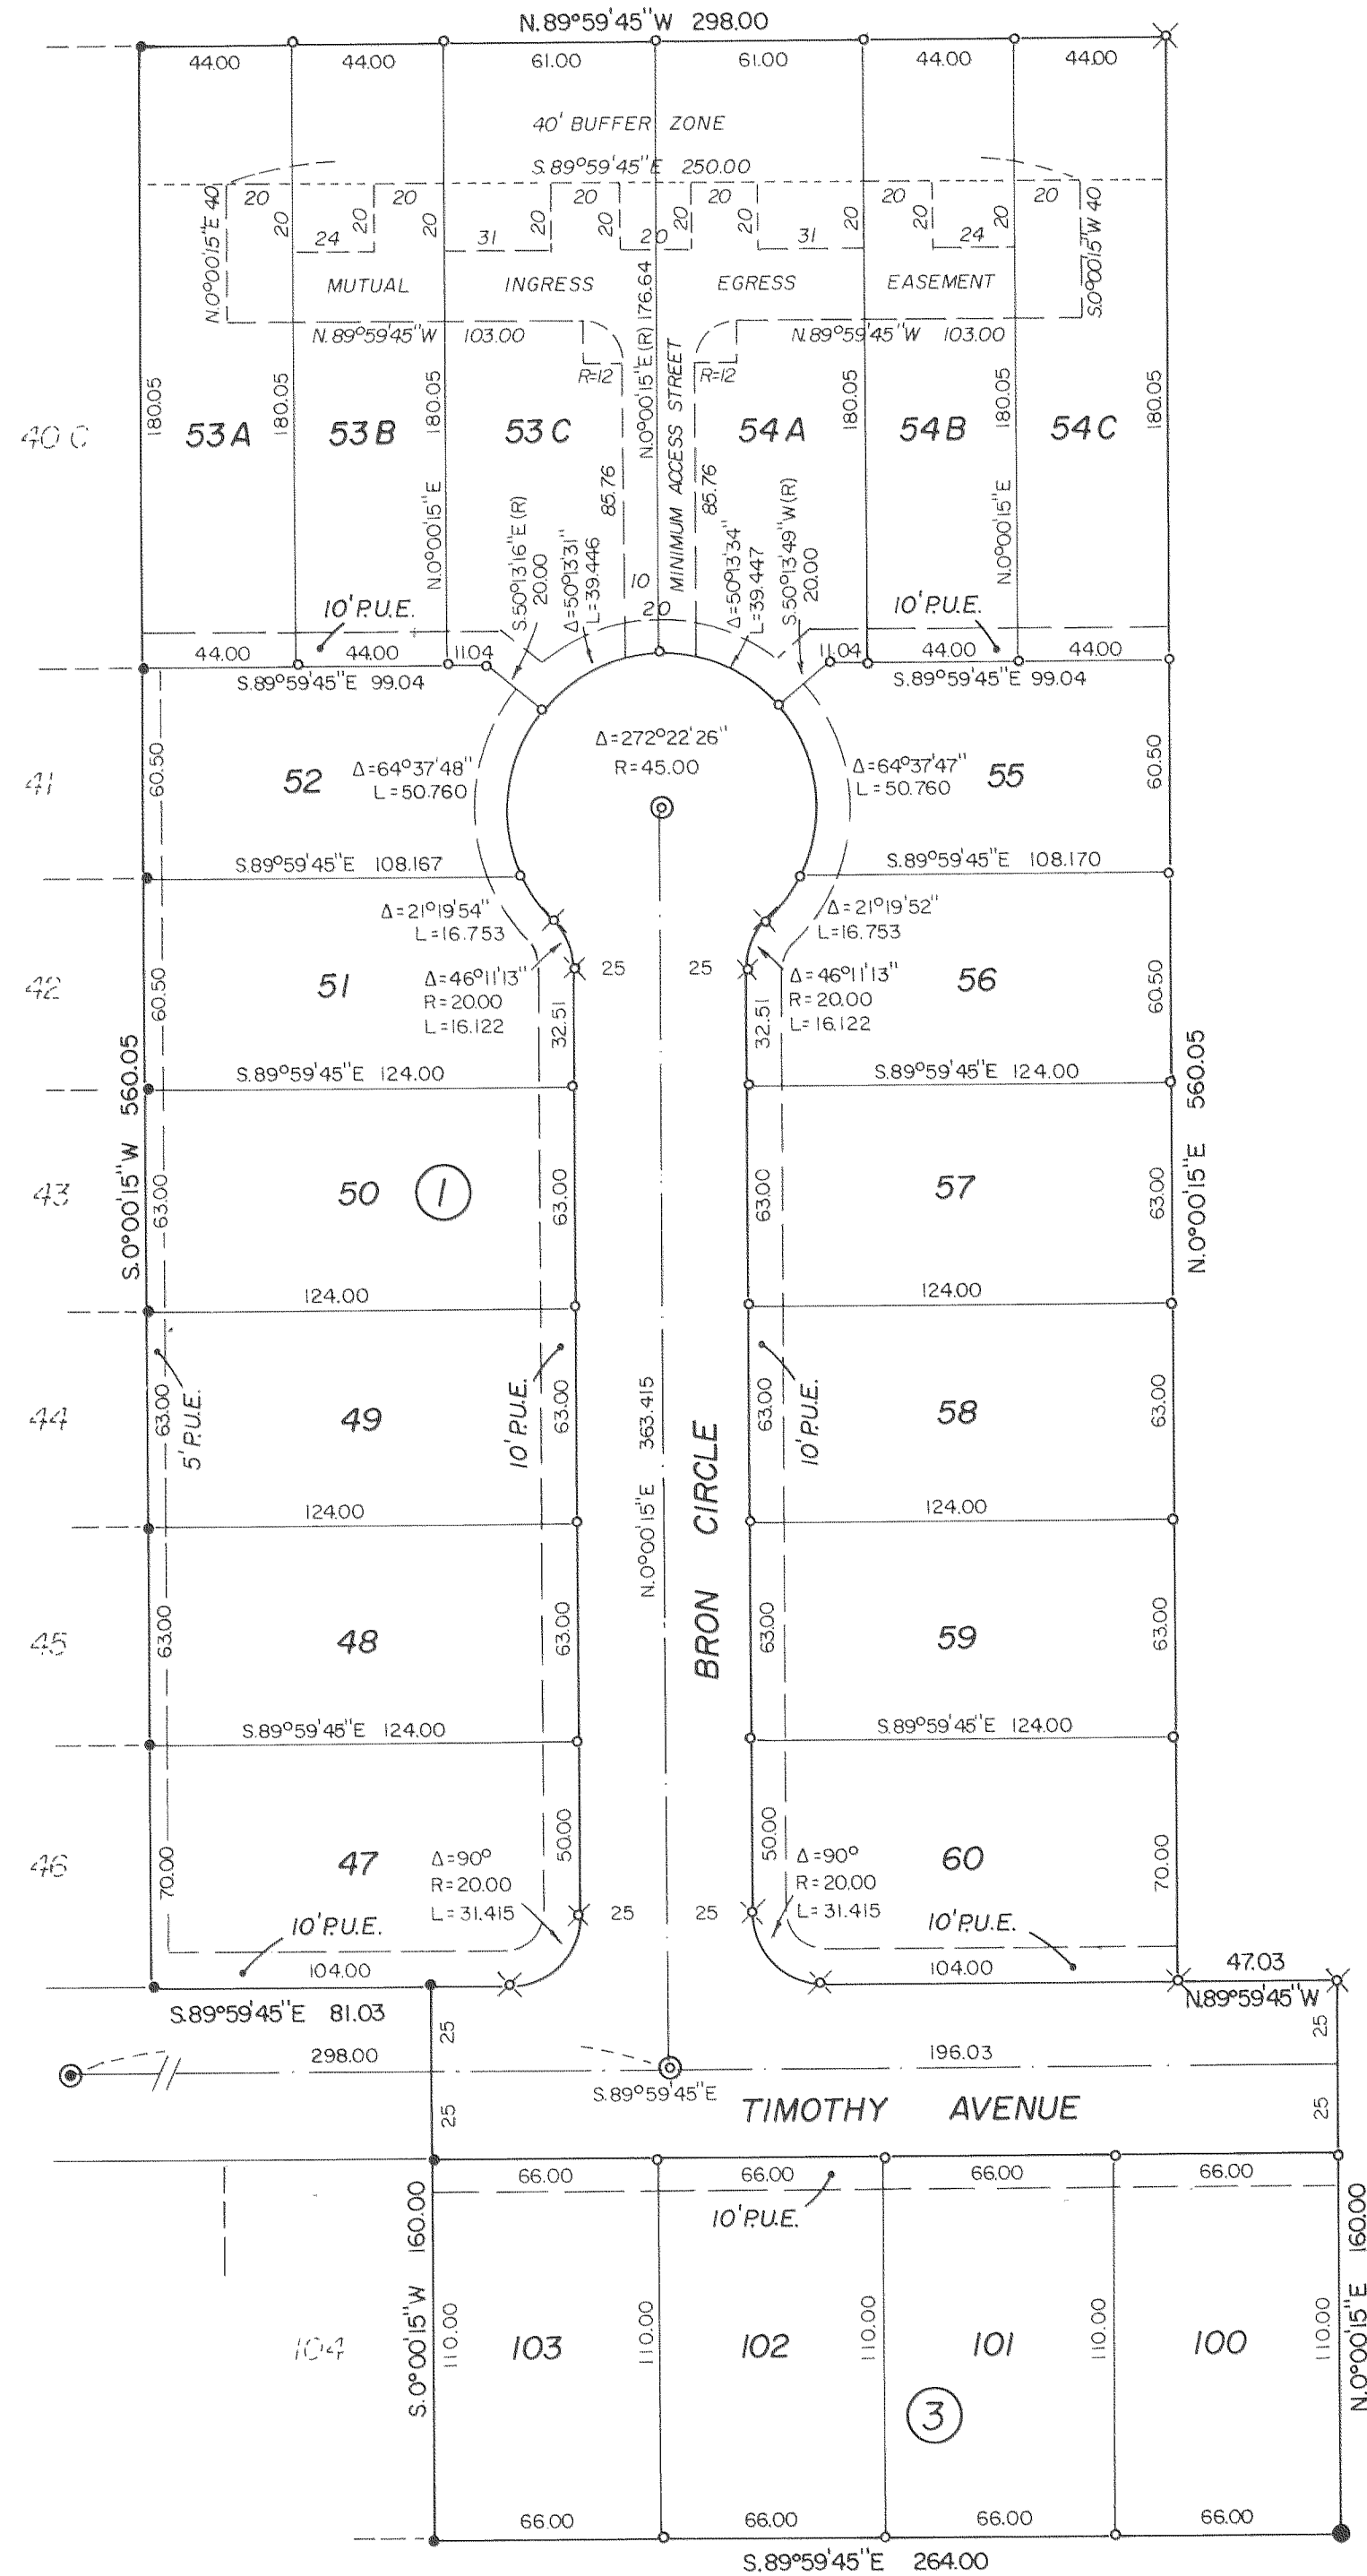 N.89°59'45"W 298.00
44.00 44.00 61.00 61.00 44.00 44.00
40' BUFFER ZONE
S.89°59'45"E 250.00
N.0°00'15"E 40
20 20 20 20 20 20
20 20 20 20 20 20 20 20
24 31 20 31 24
S.0°00'15"W 40
MUTUAL INGRESS EGRESS EASEMENT
N.89°59'45"W 103.00
N.89°59'45"W 103.00
R=12 R=12
N.0°00'15"E (R) 176.64
MINIMUM ACCESS STREET
180.05 180.05 180.05 180.05 180.05 180.05
40 C
53A 53B 53C 54A 54B 54C
N.0°00'15"E
N.0°00'15"E
85.76 85.76
S.50°13'16"E (R)
20.00
Δ=50°13'31"
L=39.446
10
20
Δ=50°13'34"
L=39.447
S.50°13'49"W (R)
20.00
10' P.U.E.
10' P.U.E.
44.00 44.00 11.04 11.04 44.00 44.00
S.89°59'45"E 99.04
S.89°59'45"E 99.04
Δ=272°22'26"
R=45.00
41
60.50
52
Δ=64°37'48"
L=50.760
Δ=64°37'47"
L=50.760
55
60.50
S.89°59'45"E 108.167
S.89°59'45"E 108.170
Δ=21°19'54"
L=16.753
Δ=21°19'52"
L=16.753
42
60.50
51
Δ=46°11'13"
R=20.00
L=16.122
25 25
32.51 32.51
Δ=46°11'13"
R=20.00
L=16.122
56
60.50
S.89°59'45"E 124.00
S.89°59'45"E 124.00
S.0°00'15"W 560.05
N.0°00'15"E 560.05
43
63.00
50
1
63.00 63.00
57
63.00
124.00 124.00
44
63.00
5' P.U.E.
49
10' P.U.E.
63.00
N.0°00'15"E 363.415
BRON CIRCLE
63.00
10' P.U.E.
58
63.00
124.00 124.00
45
63.00
48
63.00 63.00
59
63.00
S.89°59'45"E 124.00
S.89°59'45"E 124.00
46
70.00
47
Δ=90°
R=20.00
L=31.415
50.00
25 25
50.00
Δ=90°
R=20.00
L=31.415
60
70.00
10' P.U.E.
10' P.U.E.
104.00 104.00
47.03
N.89°59'45"W
S.89°59'45"E 81.03
25 25
298.00 196.03
S.89°59'45"E
TIMOTHY AVENUE
25 25
66.00 66.00 66.00 66.00
10' P.U.E.
S.0°00'15"W 160.00
N.0°00'15"E 160.00
110.00 110.00 110.00 110.00 110.00
104 103 102 101 100
3
66.00 66.00 66.00 66.00
S.89°59'45"E 264.00